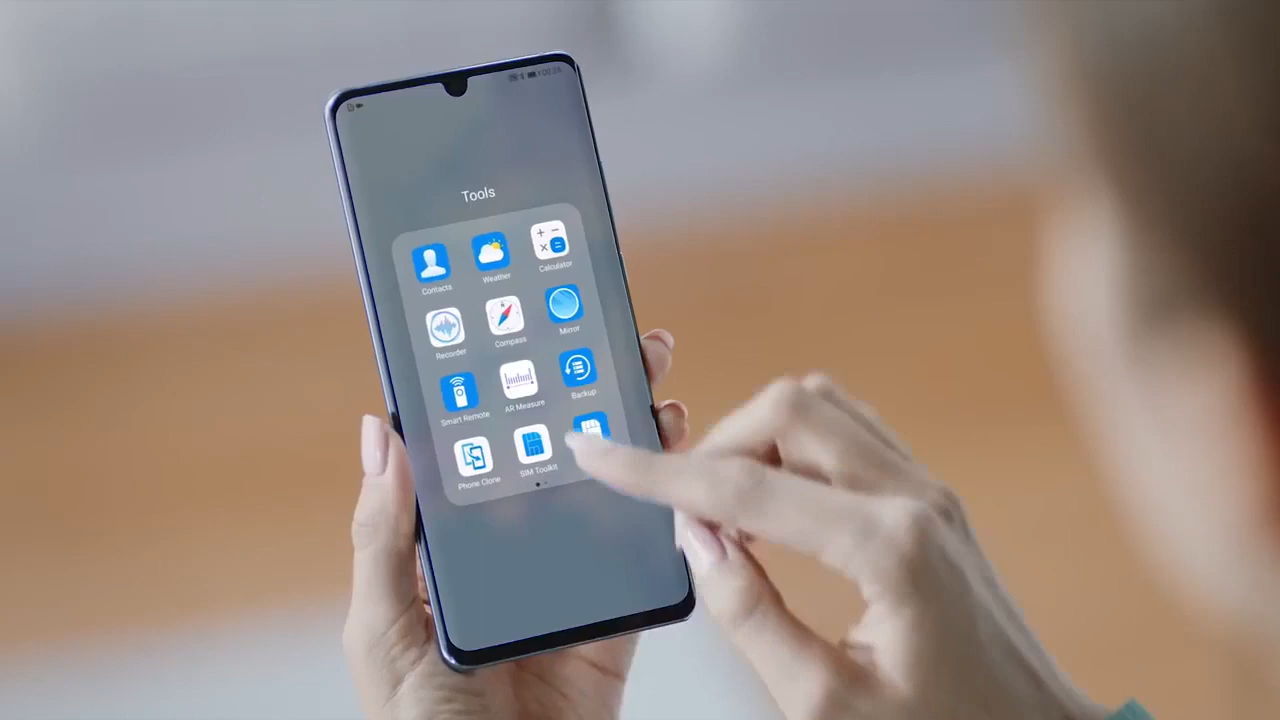 Tools
Contacts
Weather
Calculator
Recorder
Compass
Mirror
Smart Remote
AR Measure
Backup
Phone Clone
SIM Toolkit